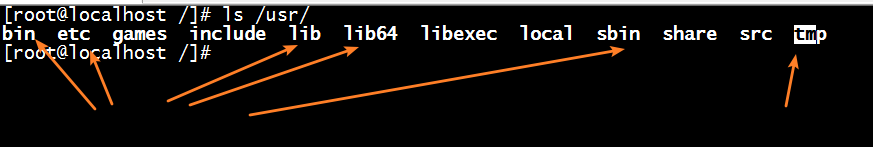 [root@localhost /]# ls /usr/
bin etc games include lib lib64 libexec local sbin share src tmp
[root@localhost /]#